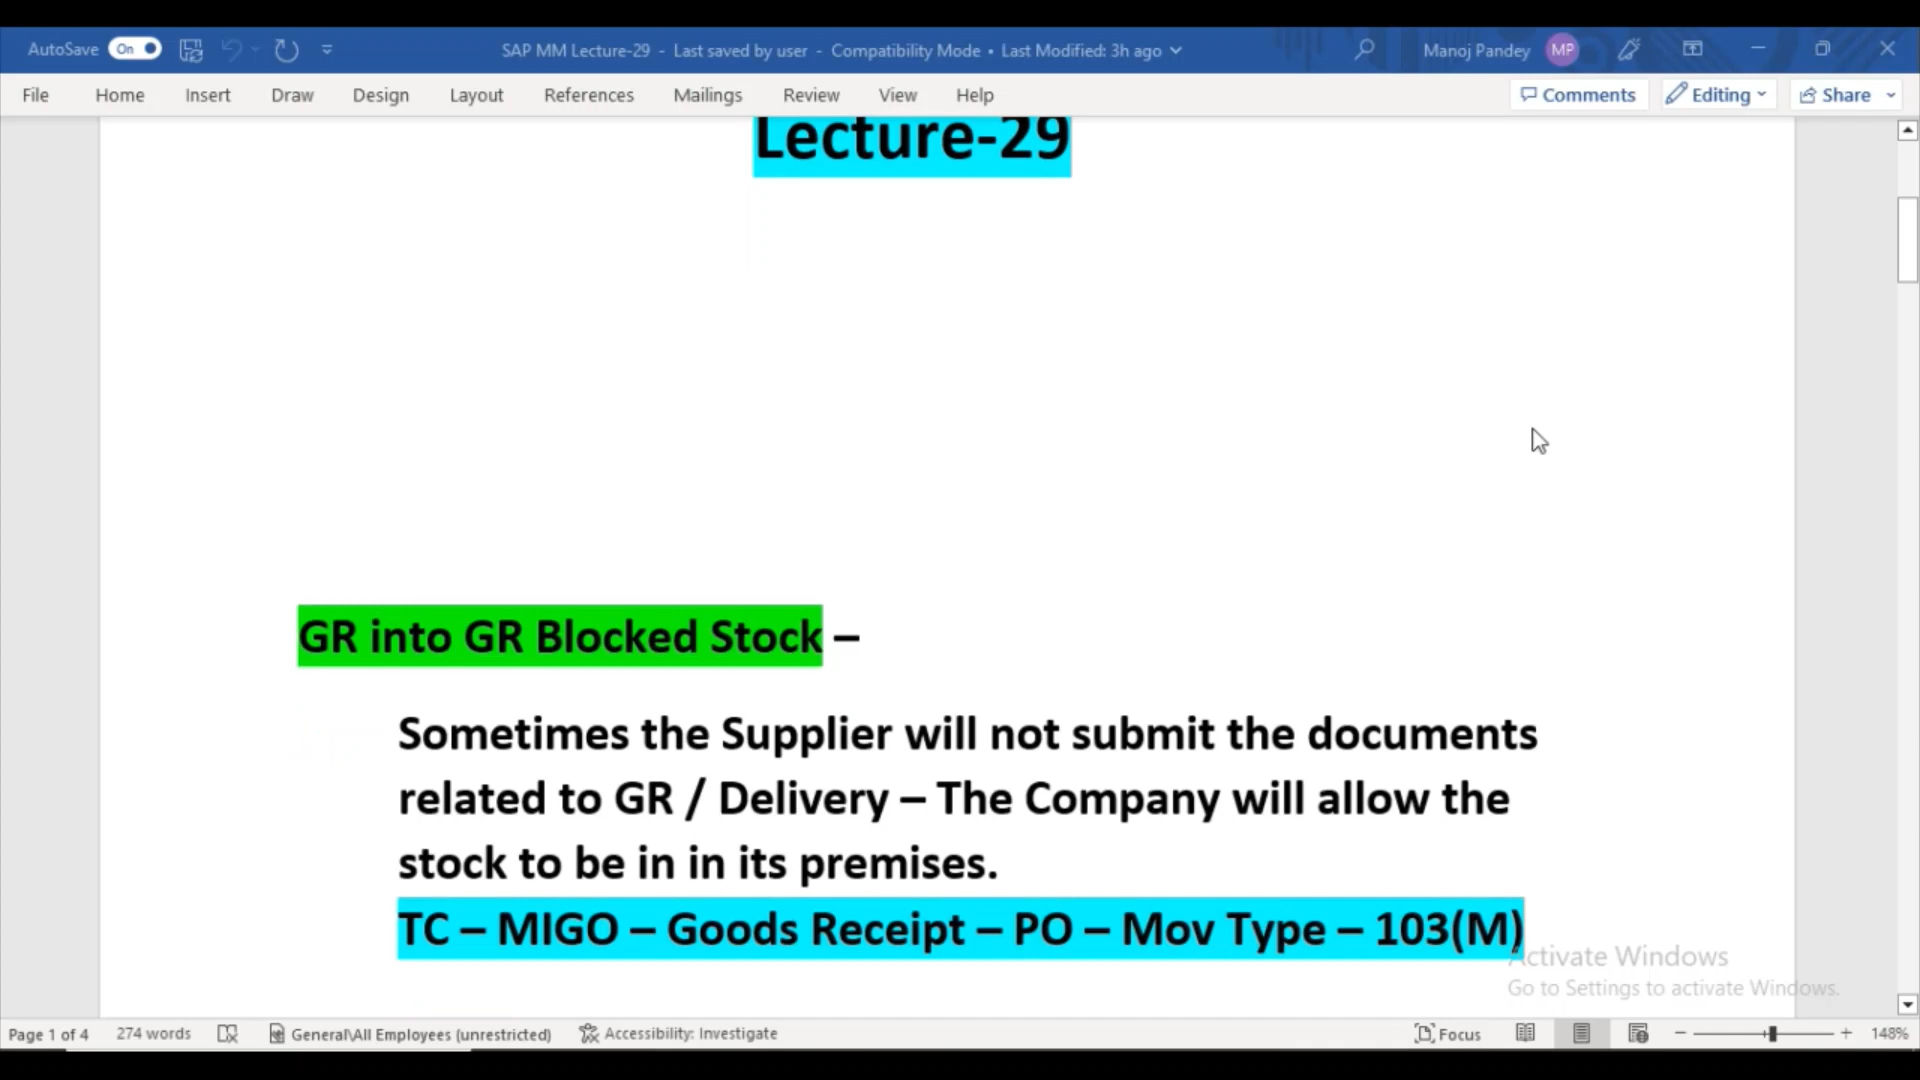 AutoSave On SAP MM Lecture-29 - Last saved by user - Compatibility Mode • Last Modified: 3h ago Manoj Pandey MP
File Home Insert Draw Design Layout References Mailings Review View Help Comments Editing Share
Lecture-29
GR into GR Blocked Stock –
Sometimes the Supplier will not submit the documents
related to GR / Delivery – The Company will allow the
stock to be in in its premises.
TC – MIGO – Goods Receipt – PO – Mov Type – 103(M)
Activate Windows
Go to Settings to activate Windows.
Page 1 of 4 274 words General\All Employees (unrestricted) Accessibility: Investigate Focus 148%